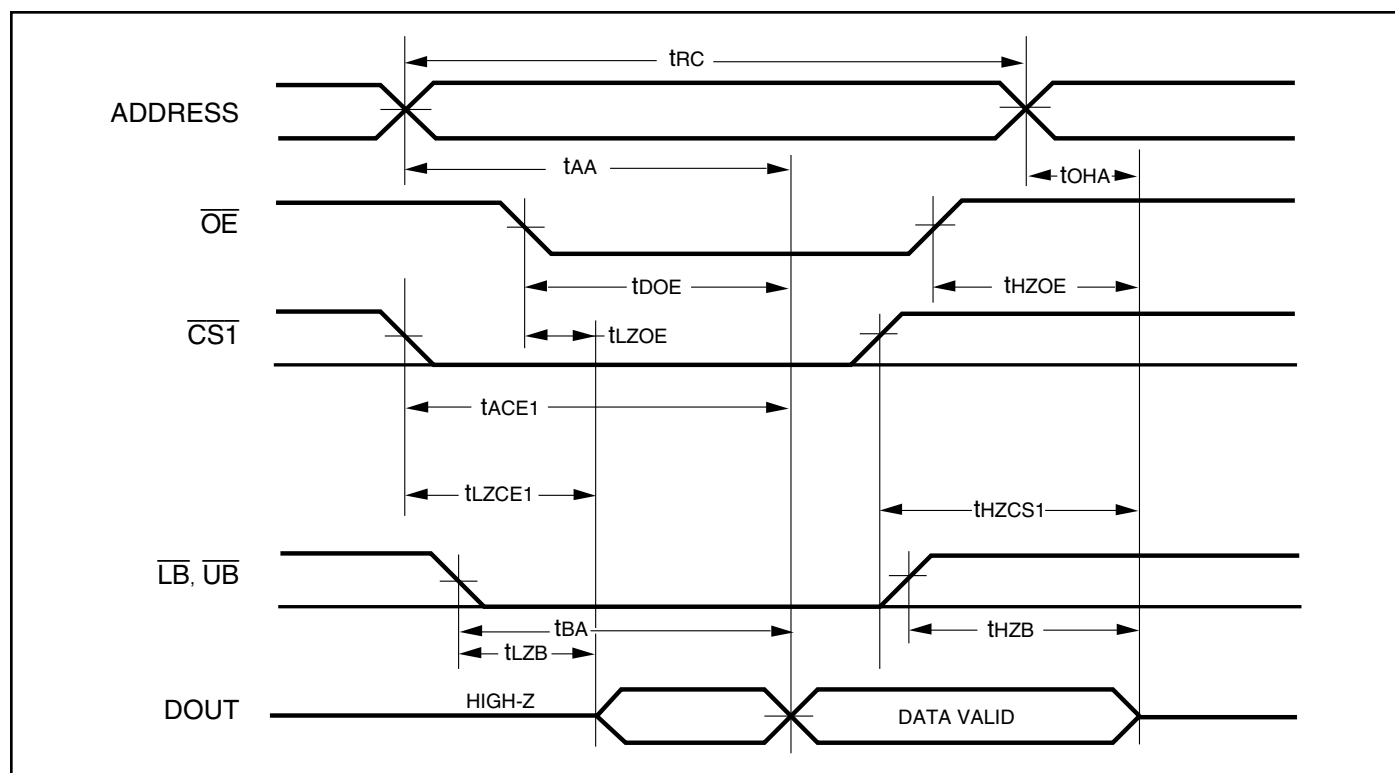 tRC
ADDRESS
tAA
tOHA
OE
tDOE
tHZOE
CS1
tLZOE
tACE1
tLZCE1
tHZCS1
LB, UB
tBA
tHZB
tLZB
HIGH-Z
DOUT
DATA VALID